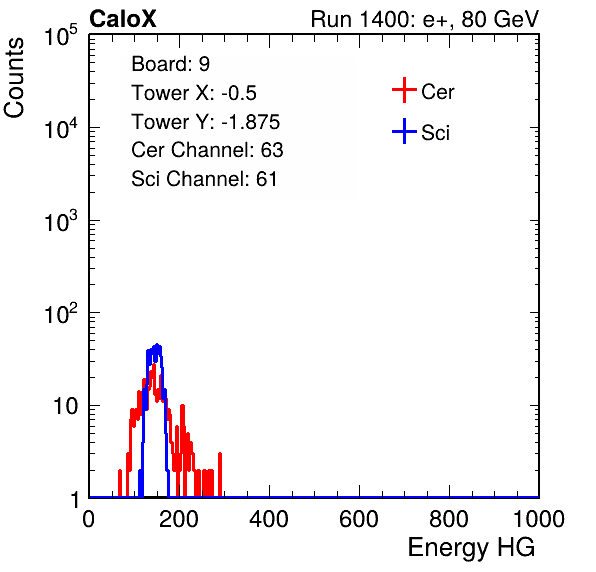 CaloX Run 1400: e+, 80 GeV
Counts
Board: 9
Tower X: -0.5
Tower Y: -1.875
Cer Channel: 63
Sci Channel: 61
Cer
Sci
10^5
10^4
10^3
10^2
10
1
0 200 400 600 800 1000
Energy HG